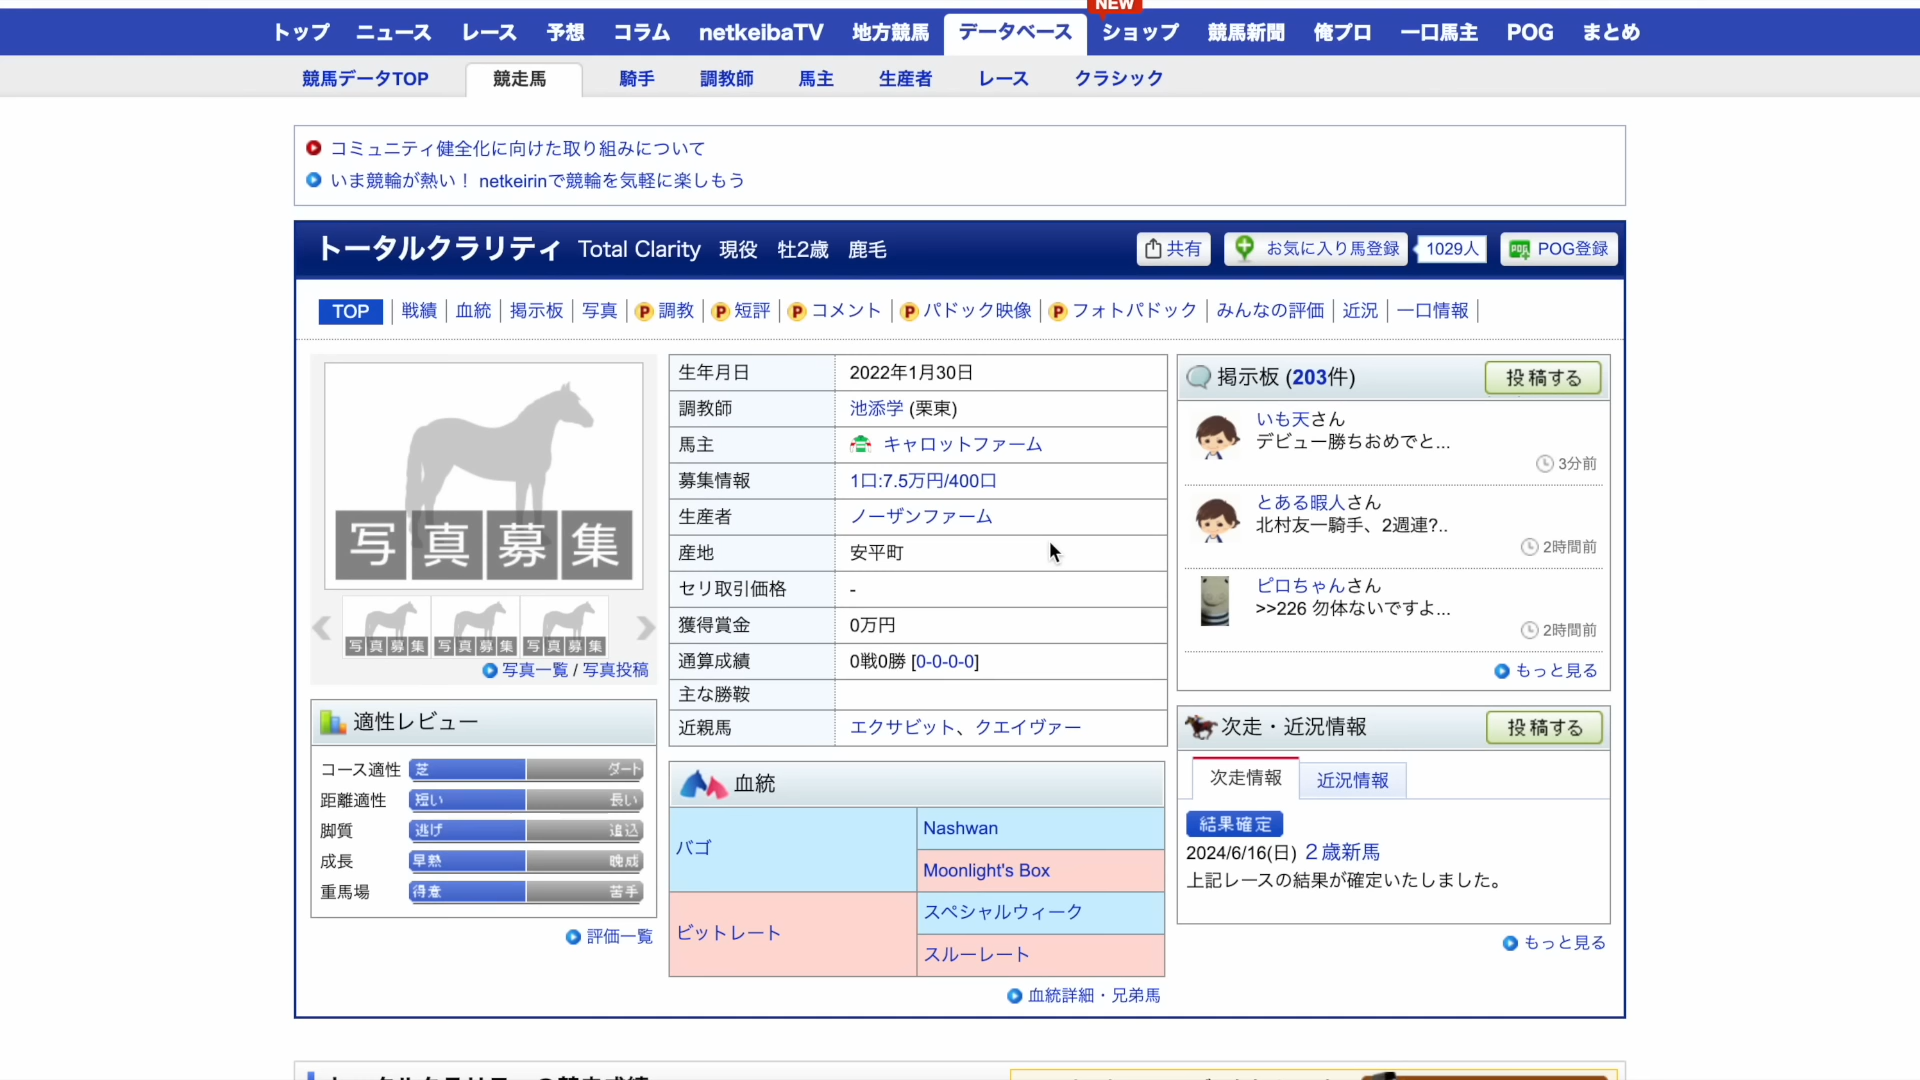 NEW
トップ ニュース レース 予想 コラム netkeibaTV 地方競馬 データベース ショップ 競馬新聞 俺プロ 一口馬主 POG まとめ
競馬データTOP 競走馬 騎手 調教師 馬主 生産者 レース クラシック
コミュニティ健全化に向けた取り組みについて
いま競輪が熱い！ netkeirinで競輪を気軽に楽しもう
トータルクラリティ Total Clarity 現役 牡2歳 鹿毛
共有 お気に入り馬登録 1029人 POG登録
TOP 戦績 血統 掲示板 写真 P 調教 P 短評 P コメント P パドック映像 P フォトパドック みんなの評価 近況 一口情報
写真募集
写真募集 写真募集 写真募集
写真一覧 / 写真投稿
適性レビュー
コース適性 芝 ダート
距離適性 短い 長い
脚質 逃げ 追込
成長 早熟 晩成
重馬場 得意 苦手
評価一覧
生年月日 2022年1月30日
調教師 池添学 (栗東)
馬主 キャロットファーム
募集情報 1口:7.5万円/400口
生産者 ノーザンファーム
産地 安平町
セリ取引価格 -
獲得賞金 0万円
通算成績 0戦0勝 [0-0-0-0]
主な勝鞍
近親馬 エクサビット、クエイヴァー
血統
バゴ
Nashwan
Moonlight's Box
ビットレート
スペシャルウィーク
スルーレート
血統詳細・兄弟馬
掲示板 (203件) 投稿する
いも天さん
デビュー勝ちおめでと...
3分前
とある暇人さん
北村友一騎手、2週連?..
2時間前
ピロちゃんさん
>>226 勿体ないですよ...
2時間前
もっと見る
次走・近況情報 投稿する
次走情報 近況情報
結果確定
2024/6/16(日) ２歳新馬
上記レースの結果が確定いたしました。
もっと見る